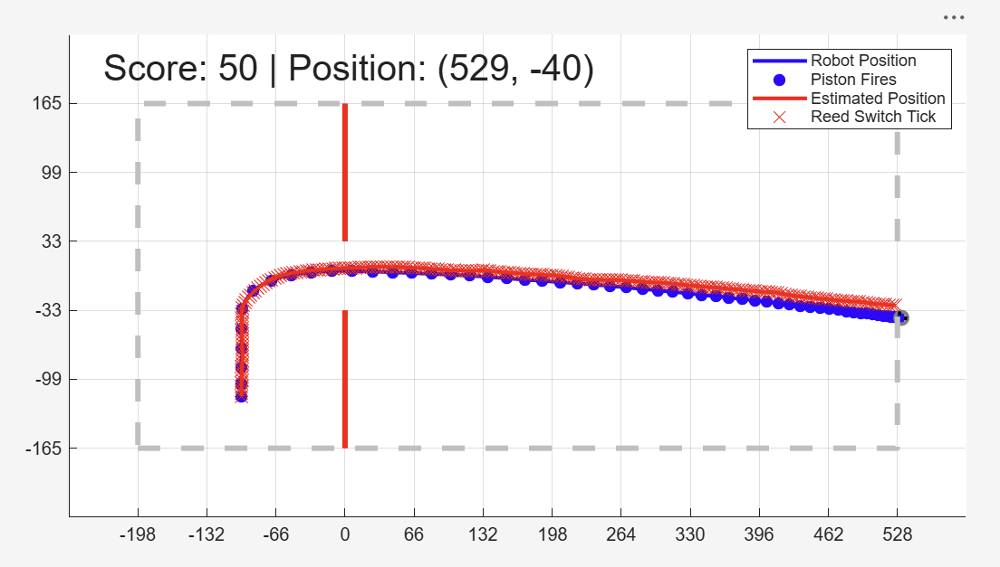 Score: 50 | Position: (529, -40)
Robot Position
Piston Fires
Estimated Position
Reed Switch Tick
165
99
33
-33
-99
-165
-198 -132 -66 0 66 132 198 264 330 396 462 528